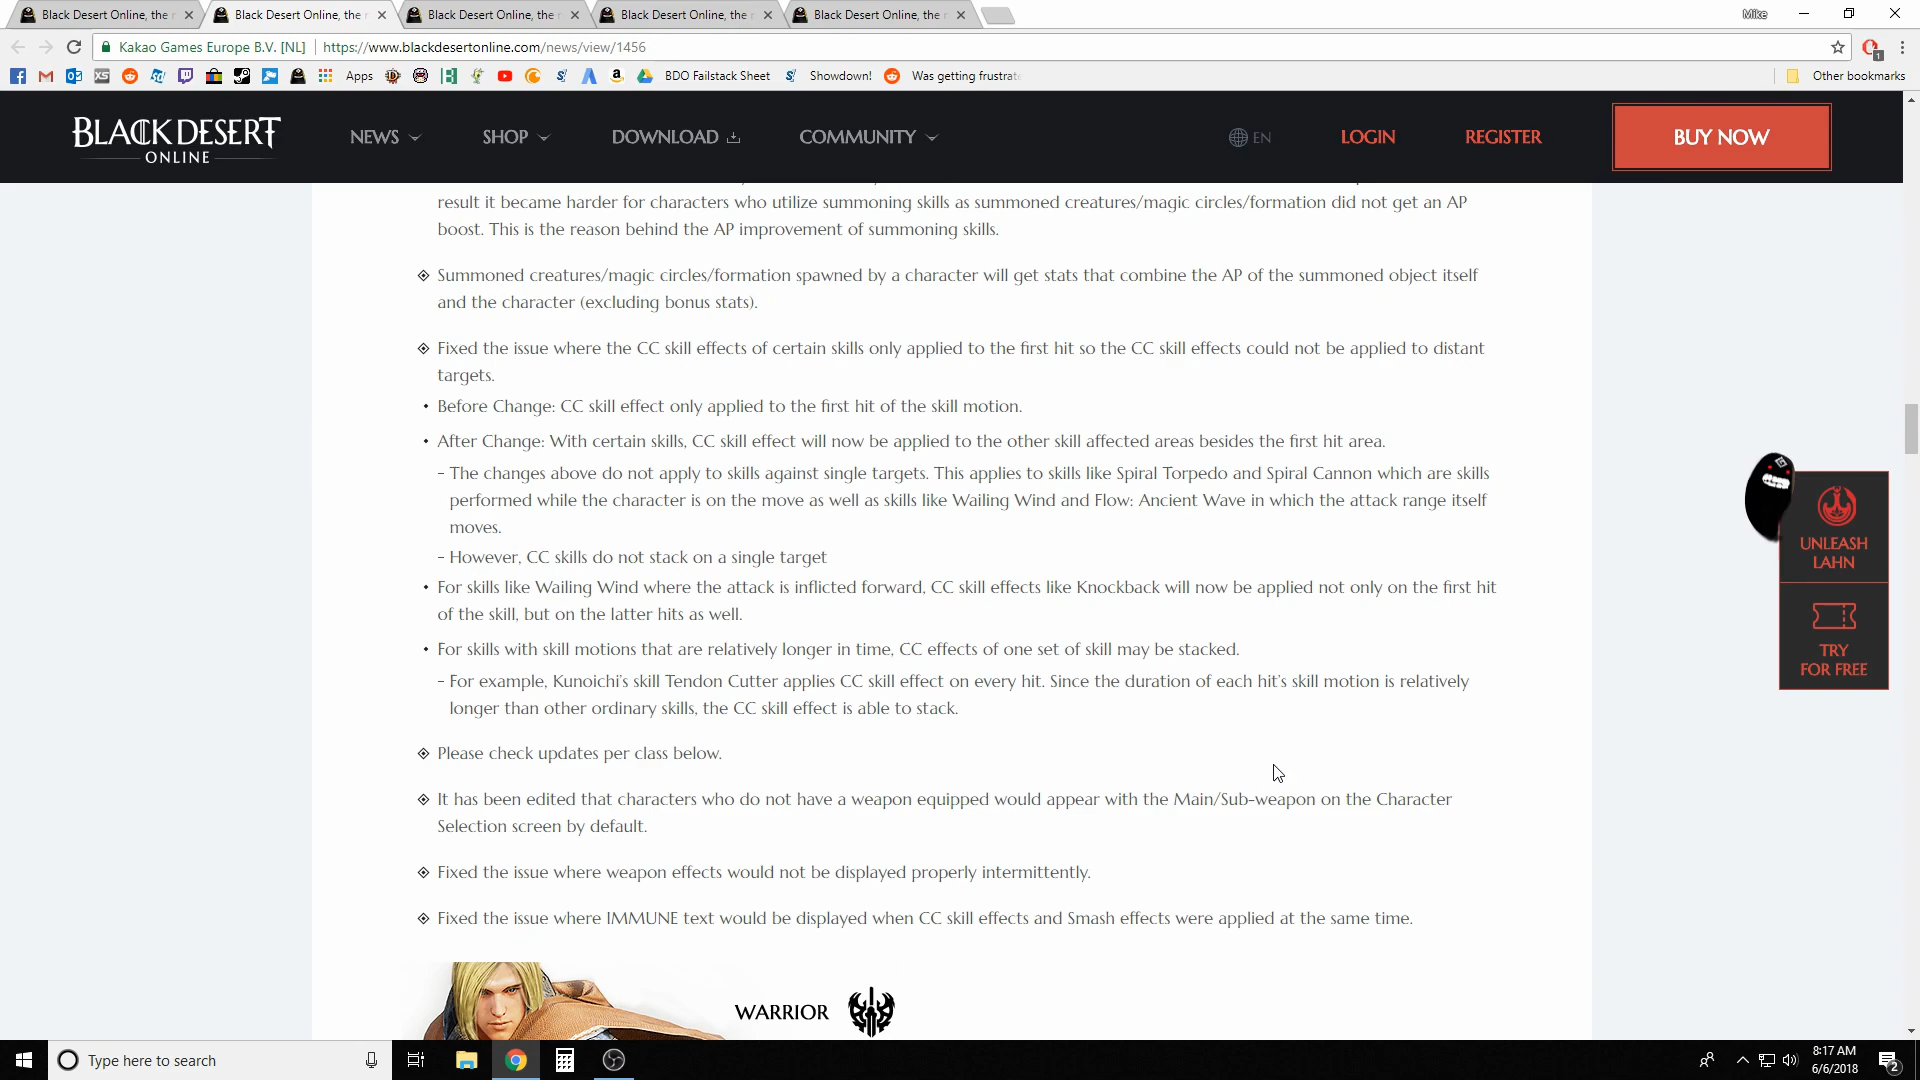 Black Desert Online, the
Black Desert Online, the
Black Desert Online, the
Black Desert Online, the
Black Desert Online, the
Mike
Kakao Games Europe B.V. [NL]
https://www.blackdesertonline.com/news/view/1456
Apps
BDO Failstack Sheet
Showdown!
Was getting frustrat
Other bookmarks
BLACK DESERT
ONLINE
NEWS
SHOP
DOWNLOAD
COMMUNITY
EN
LOGIN
REGISTER
BUY NOW
result it became harder for characters who utilize summoning skills as summoned creatures/magic circles/formation did not get an AP
boost. This is the reason behind the AP improvement of summoning skills.
Summoned creatures/magic circles/formation spawned by a character will get stats that combine the AP of the summoned object itself
and the character (excluding bonus stats).
Fixed the issue where the CC skill effects of certain skills only applied to the first hit so the CC skill effects could not be applied to distant
targets.
• Before Change: CC skill effect only applied to the first hit of the skill motion.
• After Change: With certain skills, CC skill effect will now be applied to the other skill affected areas besides the first hit area.
- The changes above do not apply to skills against single targets. This applies to skills like Spiral Torpedo and Spiral Cannon which are skills
performed while the character is on the move as well as skills like Wailing Wind and Flow: Ancient Wave in which the attack range itself
moves.
- However, CC skills do not stack on a single target
• For skills like Wailing Wind where the attack is inflicted forward, CC skill effects like Knockback will now be applied not only on the first hit
of the skill, but on the latter hits as well.
• For skills with skill motions that are relatively longer in time, CC effects of one set of skill may be stacked.
- For example, Kunoichi's skill Tendon Cutter applies CC skill effect on every hit. Since the duration of each hit's skill motion is relatively
longer than other ordinary skills, the CC skill effect is able to stack.
Please check updates per class below.
It has been edited that characters who do not have a weapon equipped would appear with the Main/Sub-weapon on the Character
Selection screen by default.
Fixed the issue where weapon effects would not be displayed properly intermittently.
Fixed the issue where IMMUNE text would be displayed when CC skill effects and Smash effects were applied at the same time.
WARRIOR
UNLEASH
LAHN
TRY
FOR FREE
Type here to search
8:17 AM
6/6/2018
2